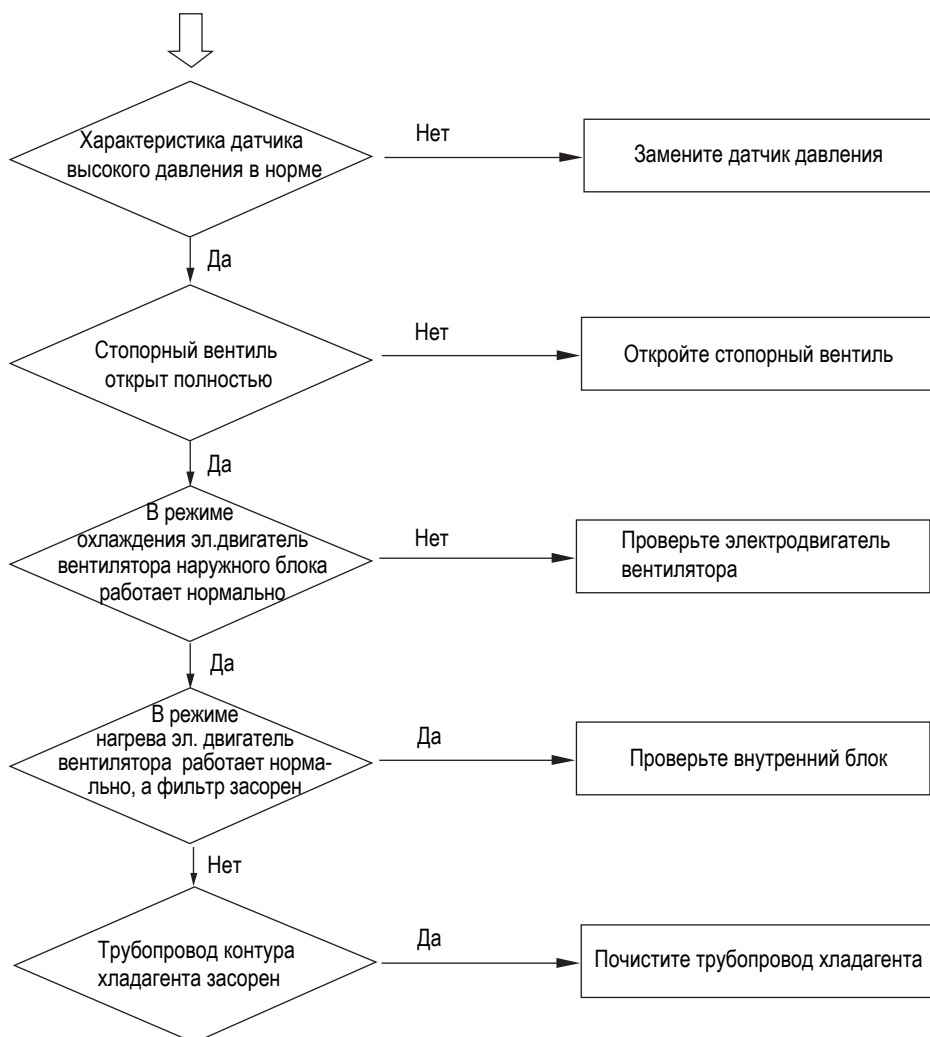 Характеристика датчика
высокого давления в норме
Нет
Замените датчик давления
Да
Стопорный вентиль
открыт полностью
Нет
Откройте стопорный вентиль
Да
В режиме
охлаждения эл.двигатель
вентилятора наружного блока
работает нормально
Нет
Проверьте электродвигатель
вентилятора
Да
В режиме
нагрева эл. двигатель
вентилятора работает норма-
льно, а фильтр засорен
Да
Проверьте внутренний блок
Нет
Трубопровод контура
хладагента засорен
Да
Почистите трубопровод хладагента